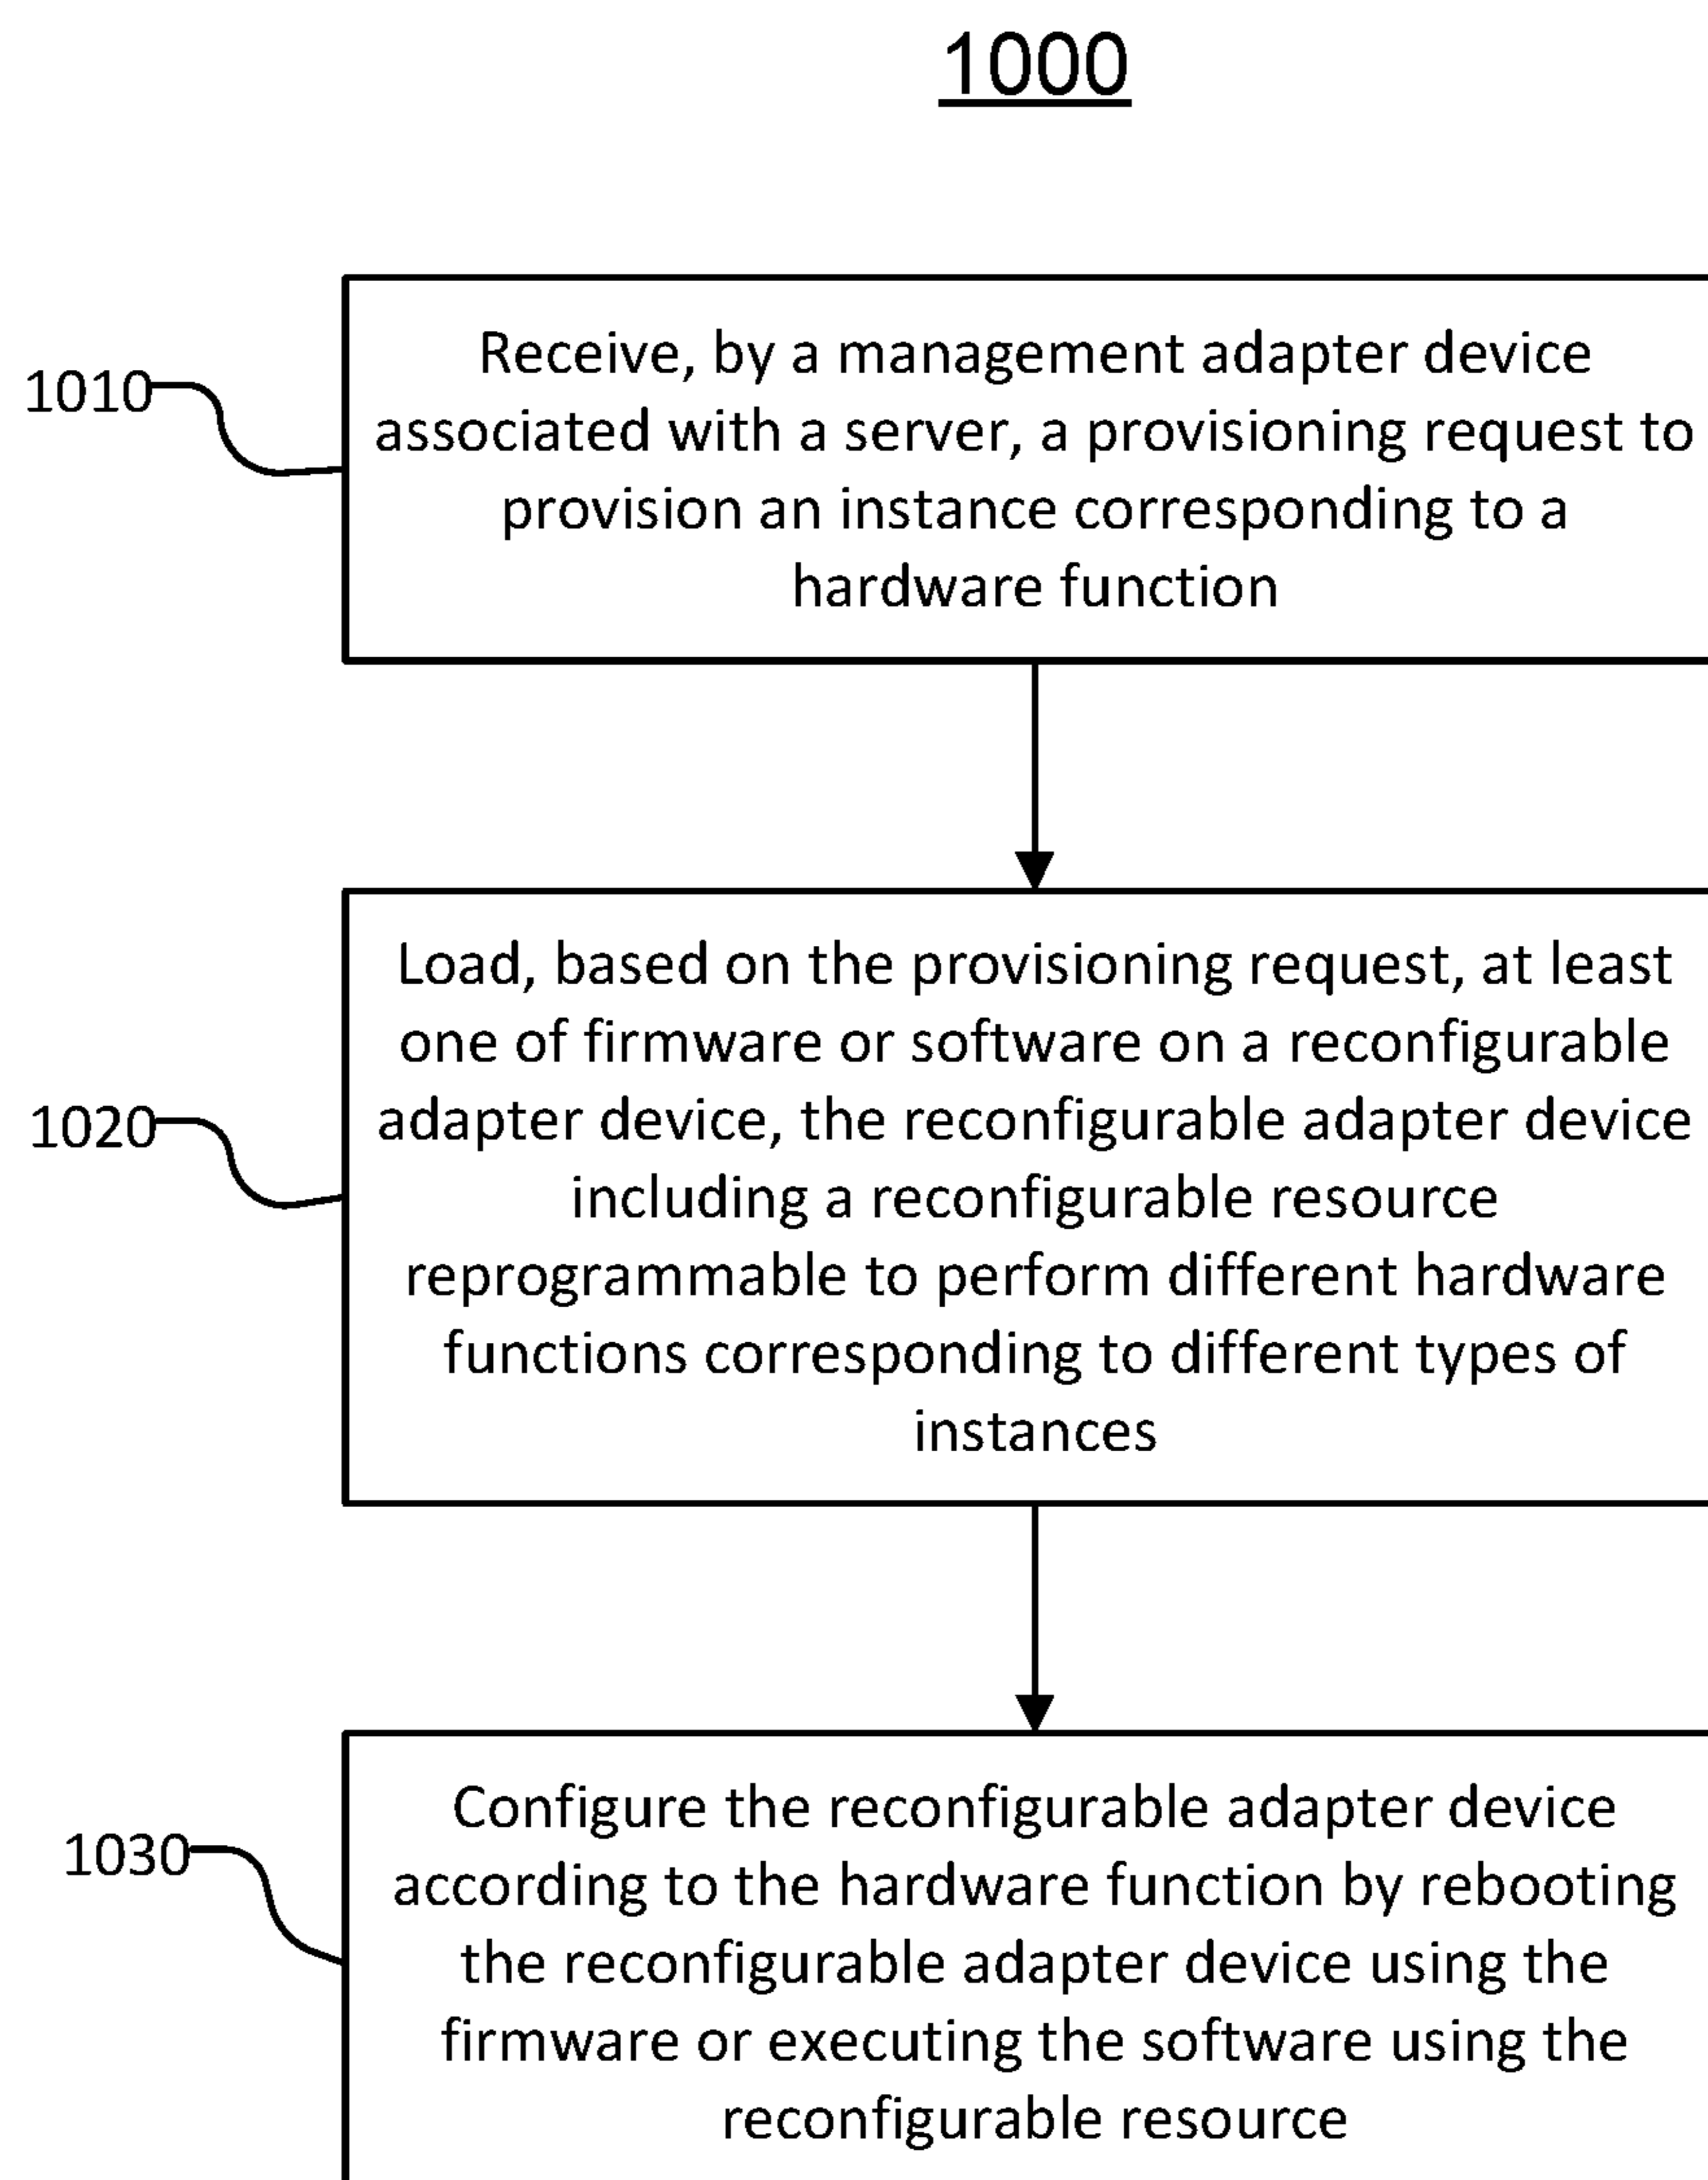 1000
1010
Receive, by a management adapter device
associated with a server, a provisioning request to
provision an instance corresponding to a
hardware function
1020
Load, based on the provisioning request, at least
one of firmware or software on a reconfigurable
adapter device, the reconfigurable adapter device
including a reconfigurable resource
reprogrammable to perform different hardware
functions corresponding to different types of
instances
1030
Configure the reconfigurable adapter device
according to the hardware function by rebooting
the reconfigurable adapter device using the
firmware or executing the software using the
reconfigurable resource